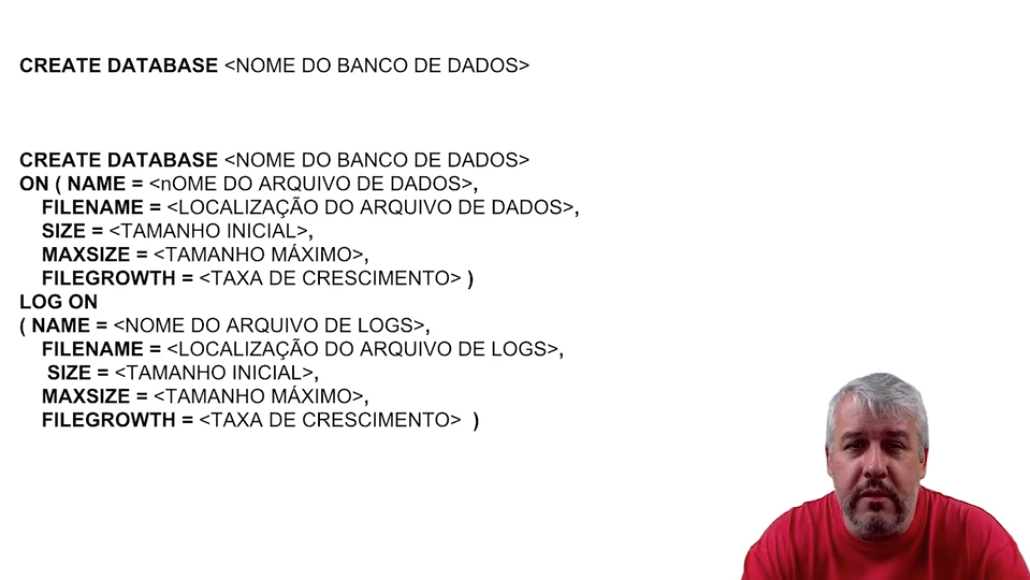 CREATE DATABASE <NOME DO BANCO DE DADOS>
CREATE DATABASE <NOME DO BANCO DE DADOS>
ON ( NAME = <nOME DO ARQUIVO DE DADOS>,
FILENAME = <LOCALIZAÇÃO DO ARQUIVO DE DADOS>,
SIZE = <TAMANHO INICIAL>,
MAXSIZE = <TAMANHO MÁXIMO>,
FILEGROWTH = <TAXA DE CRESCIMENTO> )
LOG ON
( NAME = <NOME DO ARQUIVO DE LOGS>,
FILENAME = <LOCALIZAÇÃO DO ARQUIVO DE LOGS>,
SIZE = <TAMANHO INICIAL>,
MAXSIZE = <TAMANHO MÁXIMO>,
FILEGROWTH = <TAXA DE CRESCIMENTO> )